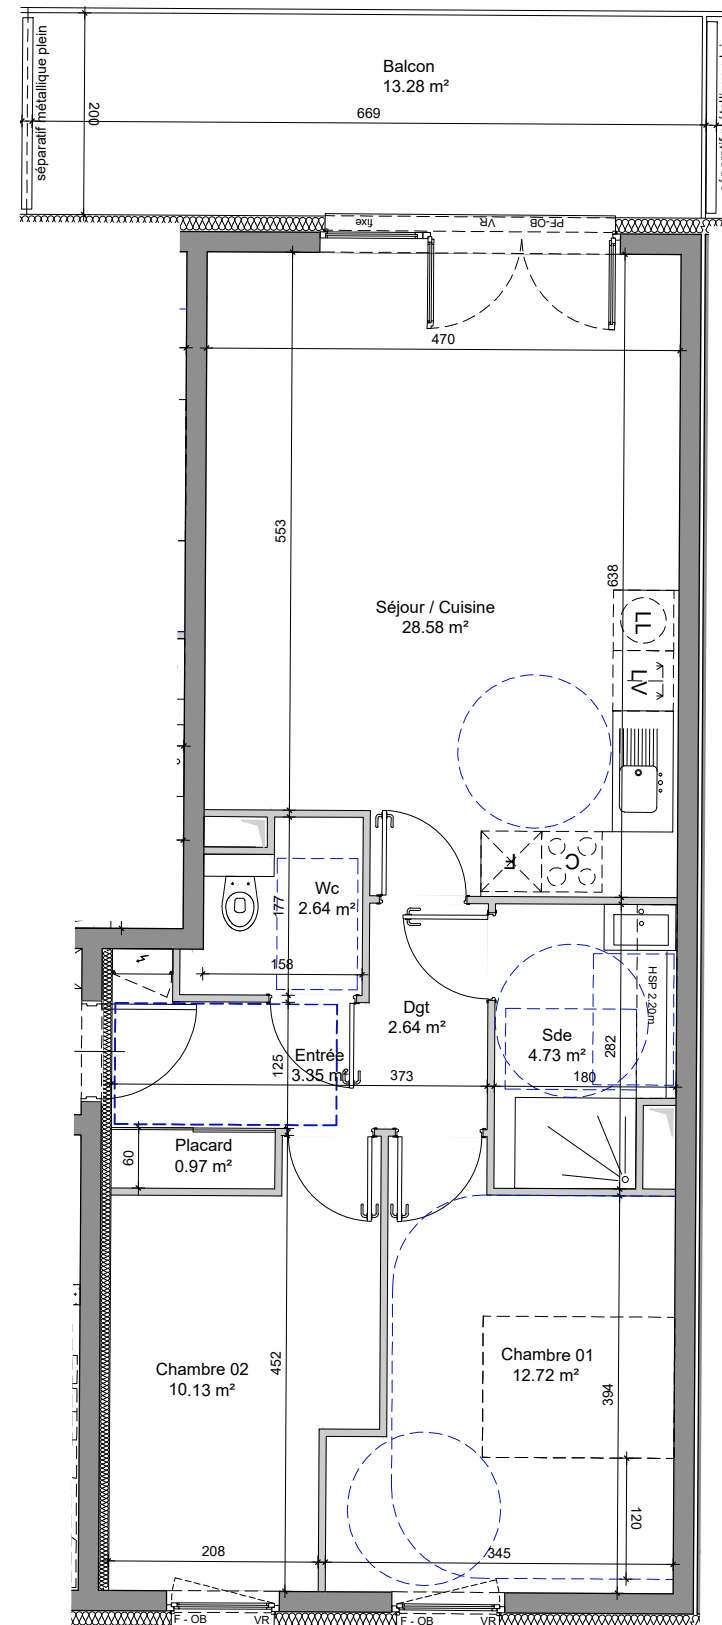 séparatif métallique plein
Balcon
13.28 m²
200
669
fixe
VR
PF-OB
470
553
638
Séjour / Cuisine
28.58 m²
LL
LV
F
C
Wc
2.64 m²
177
158
HSP 2.20m
Dgt
2.64 m²
Sde
4.73 m²
282
180
Entrée
3.35 m²
125
373
Placard
0.97 m²
60
Chambre 02
10.13 m²
452
Chambre 01
12.72 m²
394
120
208
345
F - OB
VR
F - OB
VR